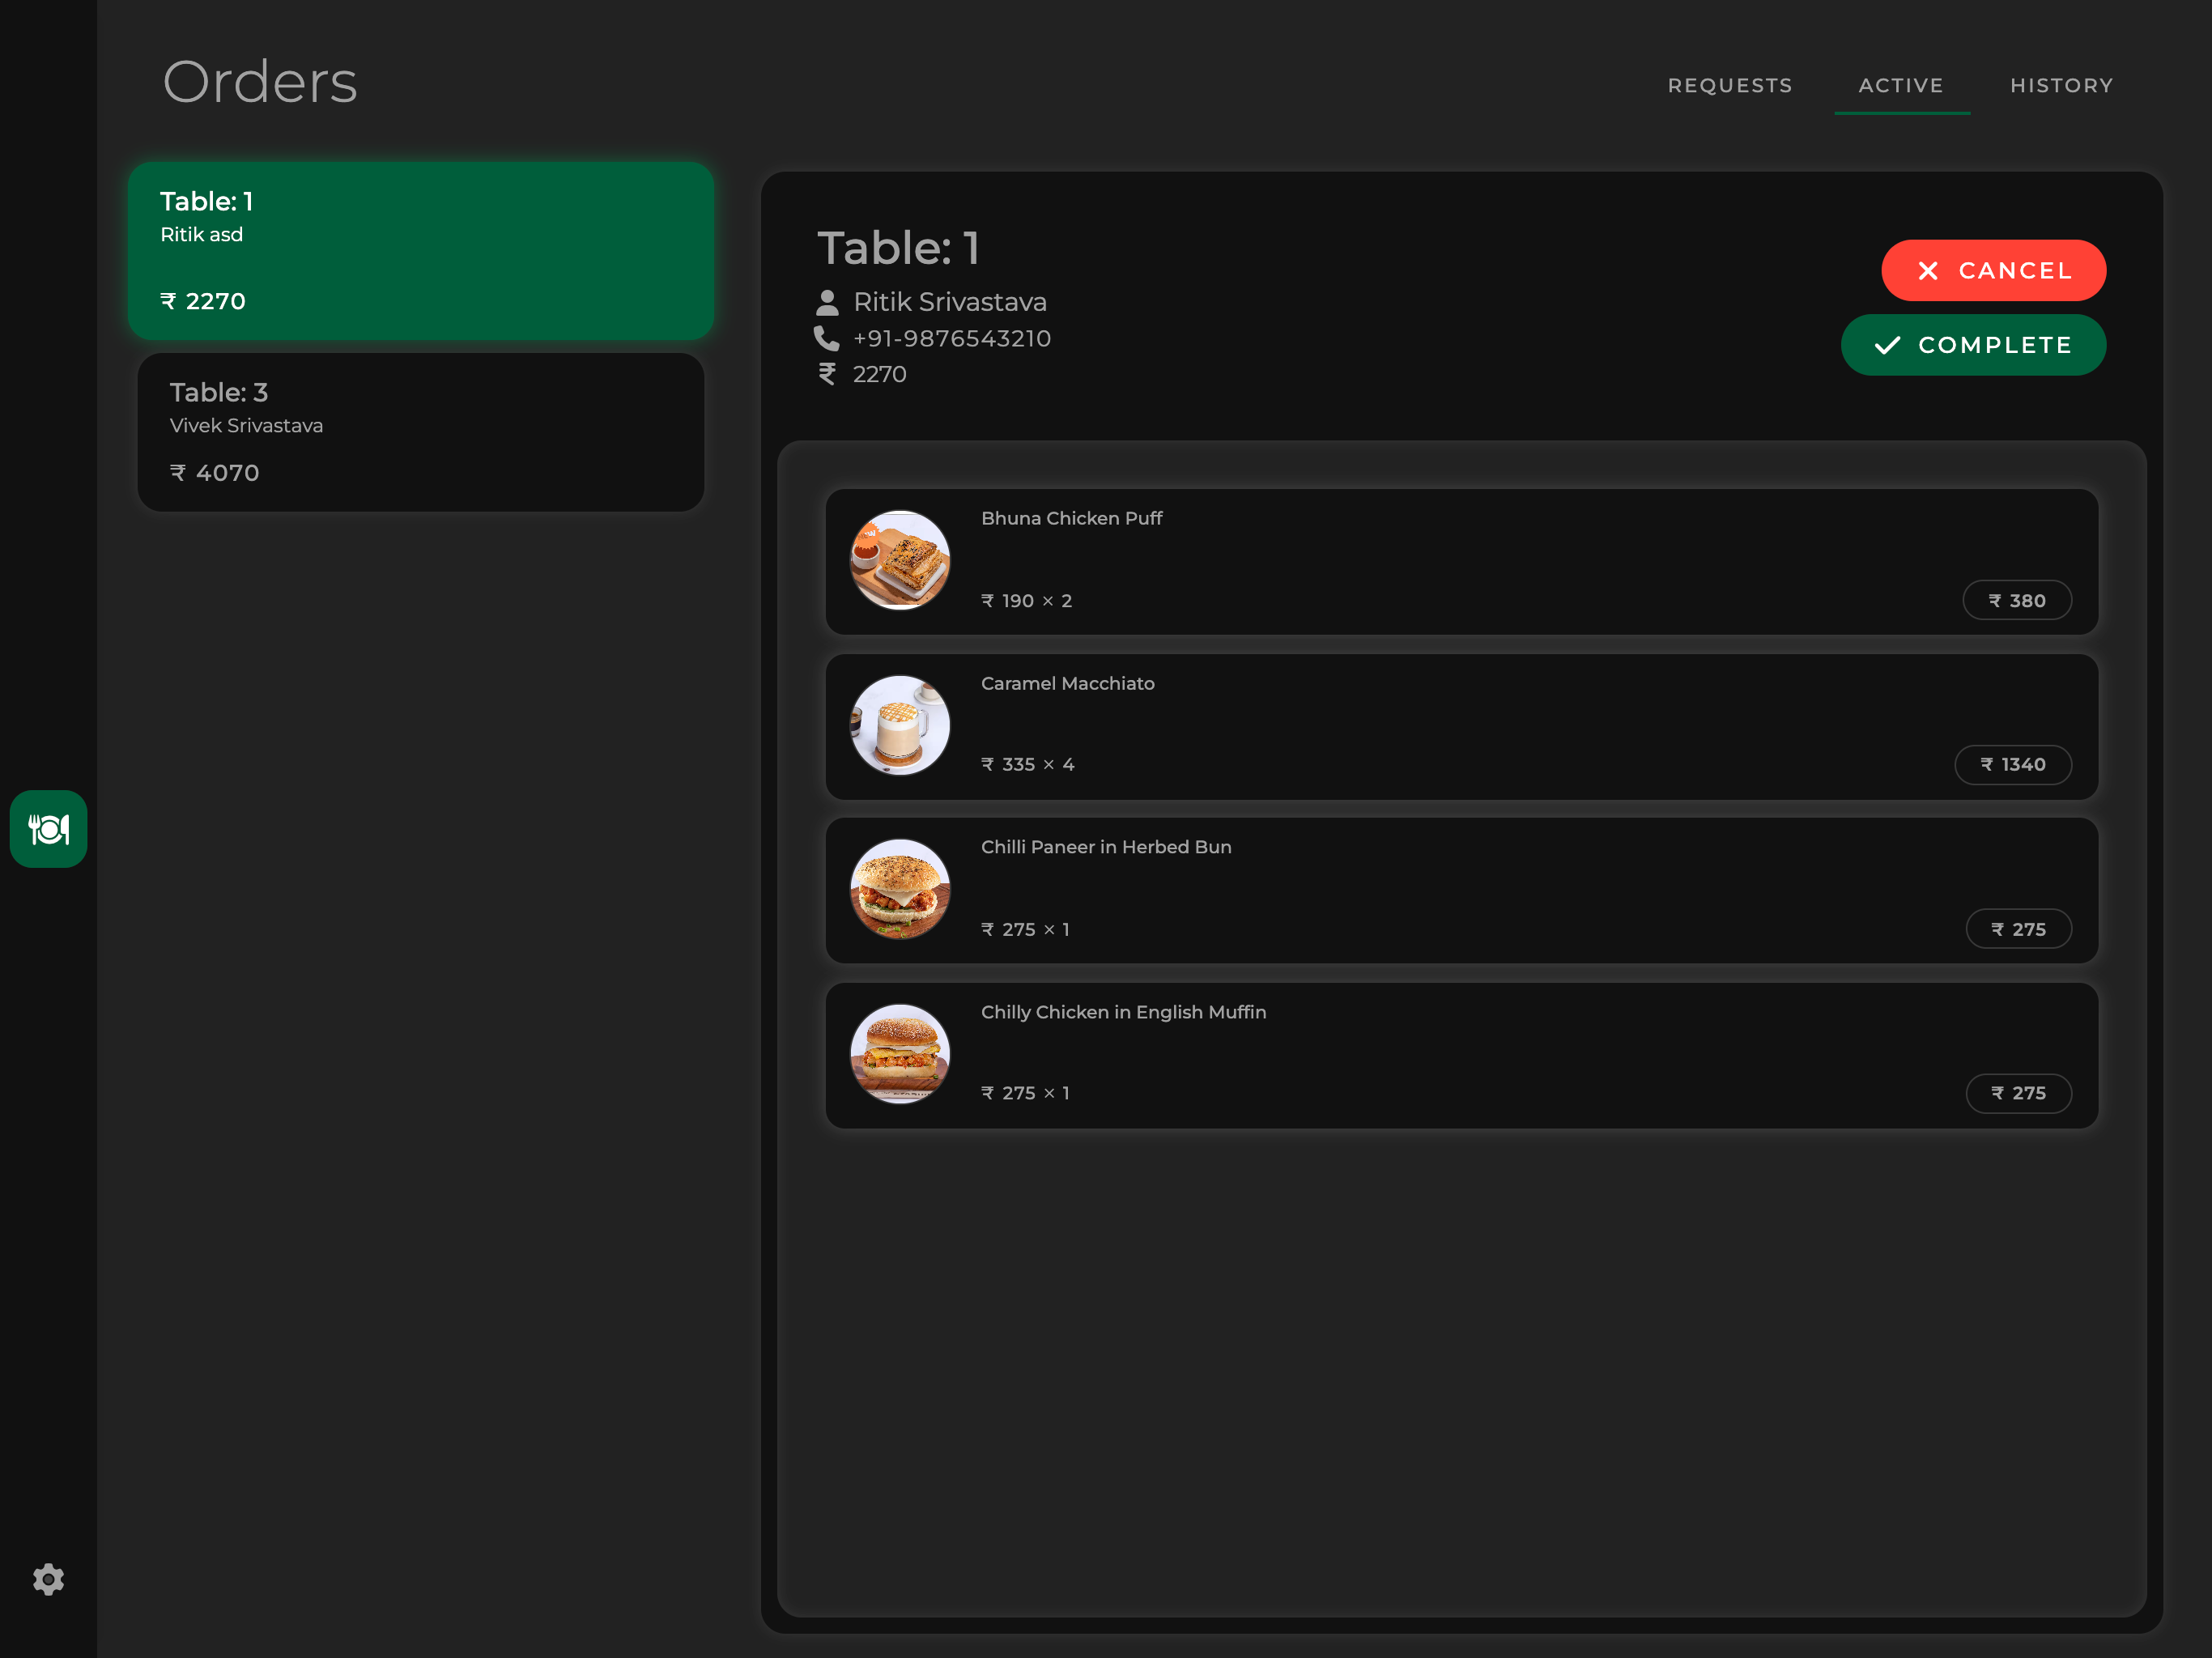 Orders
REQUESTS
ACTIVE
HISTORY
Table: 1
Ritik asd
₹ 2270
Table: 3
Vivek Srivastava
₹ 4070
Table: 1
Ritik Srivastava
+91-9876543210
₹ 2270
CANCEL
COMPLETE
Bhuna Chicken Puff
₹ 190 × 2
₹ 380
Caramel Macchiato
₹ 335 × 4
₹ 1340
Chilli Paneer in Herbed Bun
₹ 275 × 1
₹ 275
Chilly Chicken in English Muffin
₹ 275 × 1
₹ 275